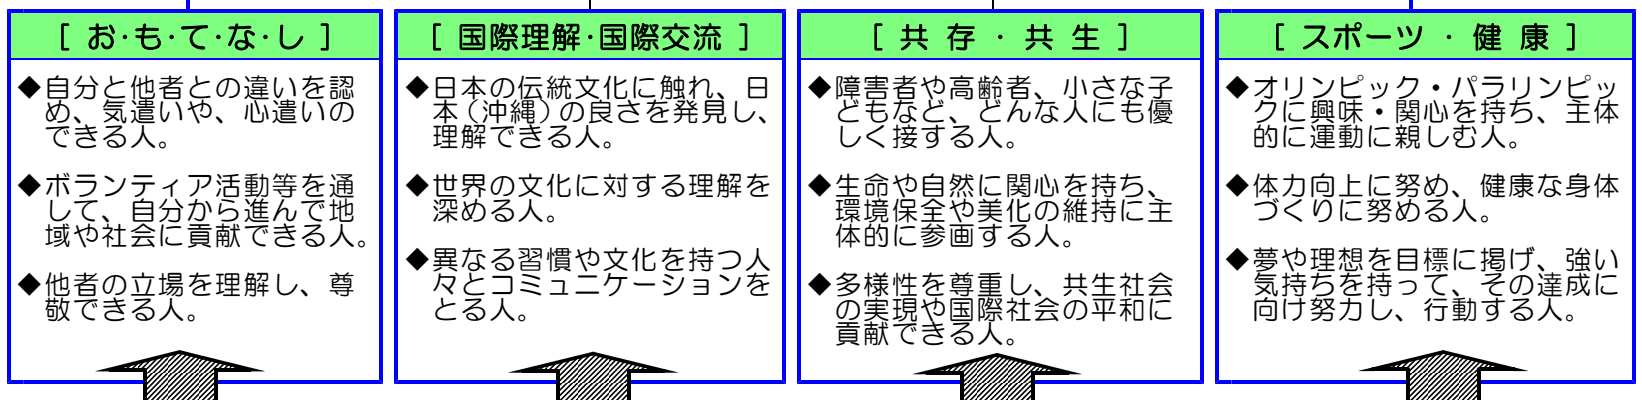 [ お・も・て・な・し ]
◆自分と他者との違いを認
め、気遣いや、心遣いの
できる人。
◆ボランティア活動等を通
して、自分から進んで地
域や社会に貢献できる人。
◆他者の立場を理解し、尊
敬できる人。
[ 国際理解・国際交流 ]
◆日本の伝統文化に触れ、日
本（沖縄）の良さを発見し、
理解できる人。
◆世界の文化に対する理解を
深める人。
◆異なる習慣や文化を持つ人
々とコミュニケーションを
とる人。
[ 共 存 ・ 共 生 ]
◆障害者や高齢者、小さな子
どもなど、どんな人にも優
しく接する人。
◆生命や自然に関心を持ち、
環境保全や美化の維持に主
体的に参画する人。
◆多様性を尊重し、共生社会
の実現や国際社会の平和に
貢献できる人。
[ スポーツ ・ 健 康 ]
◆オリンピック・パラリンピッ
クに興味・関心を持ち、主体
的に運動に親しむ人。
◆体力向上に努め、健康な身体
づくりに努める人。
◆夢や理想を目標に掲げ、強い
気持ちを持って、その達成に
向け努力し、行動する人。